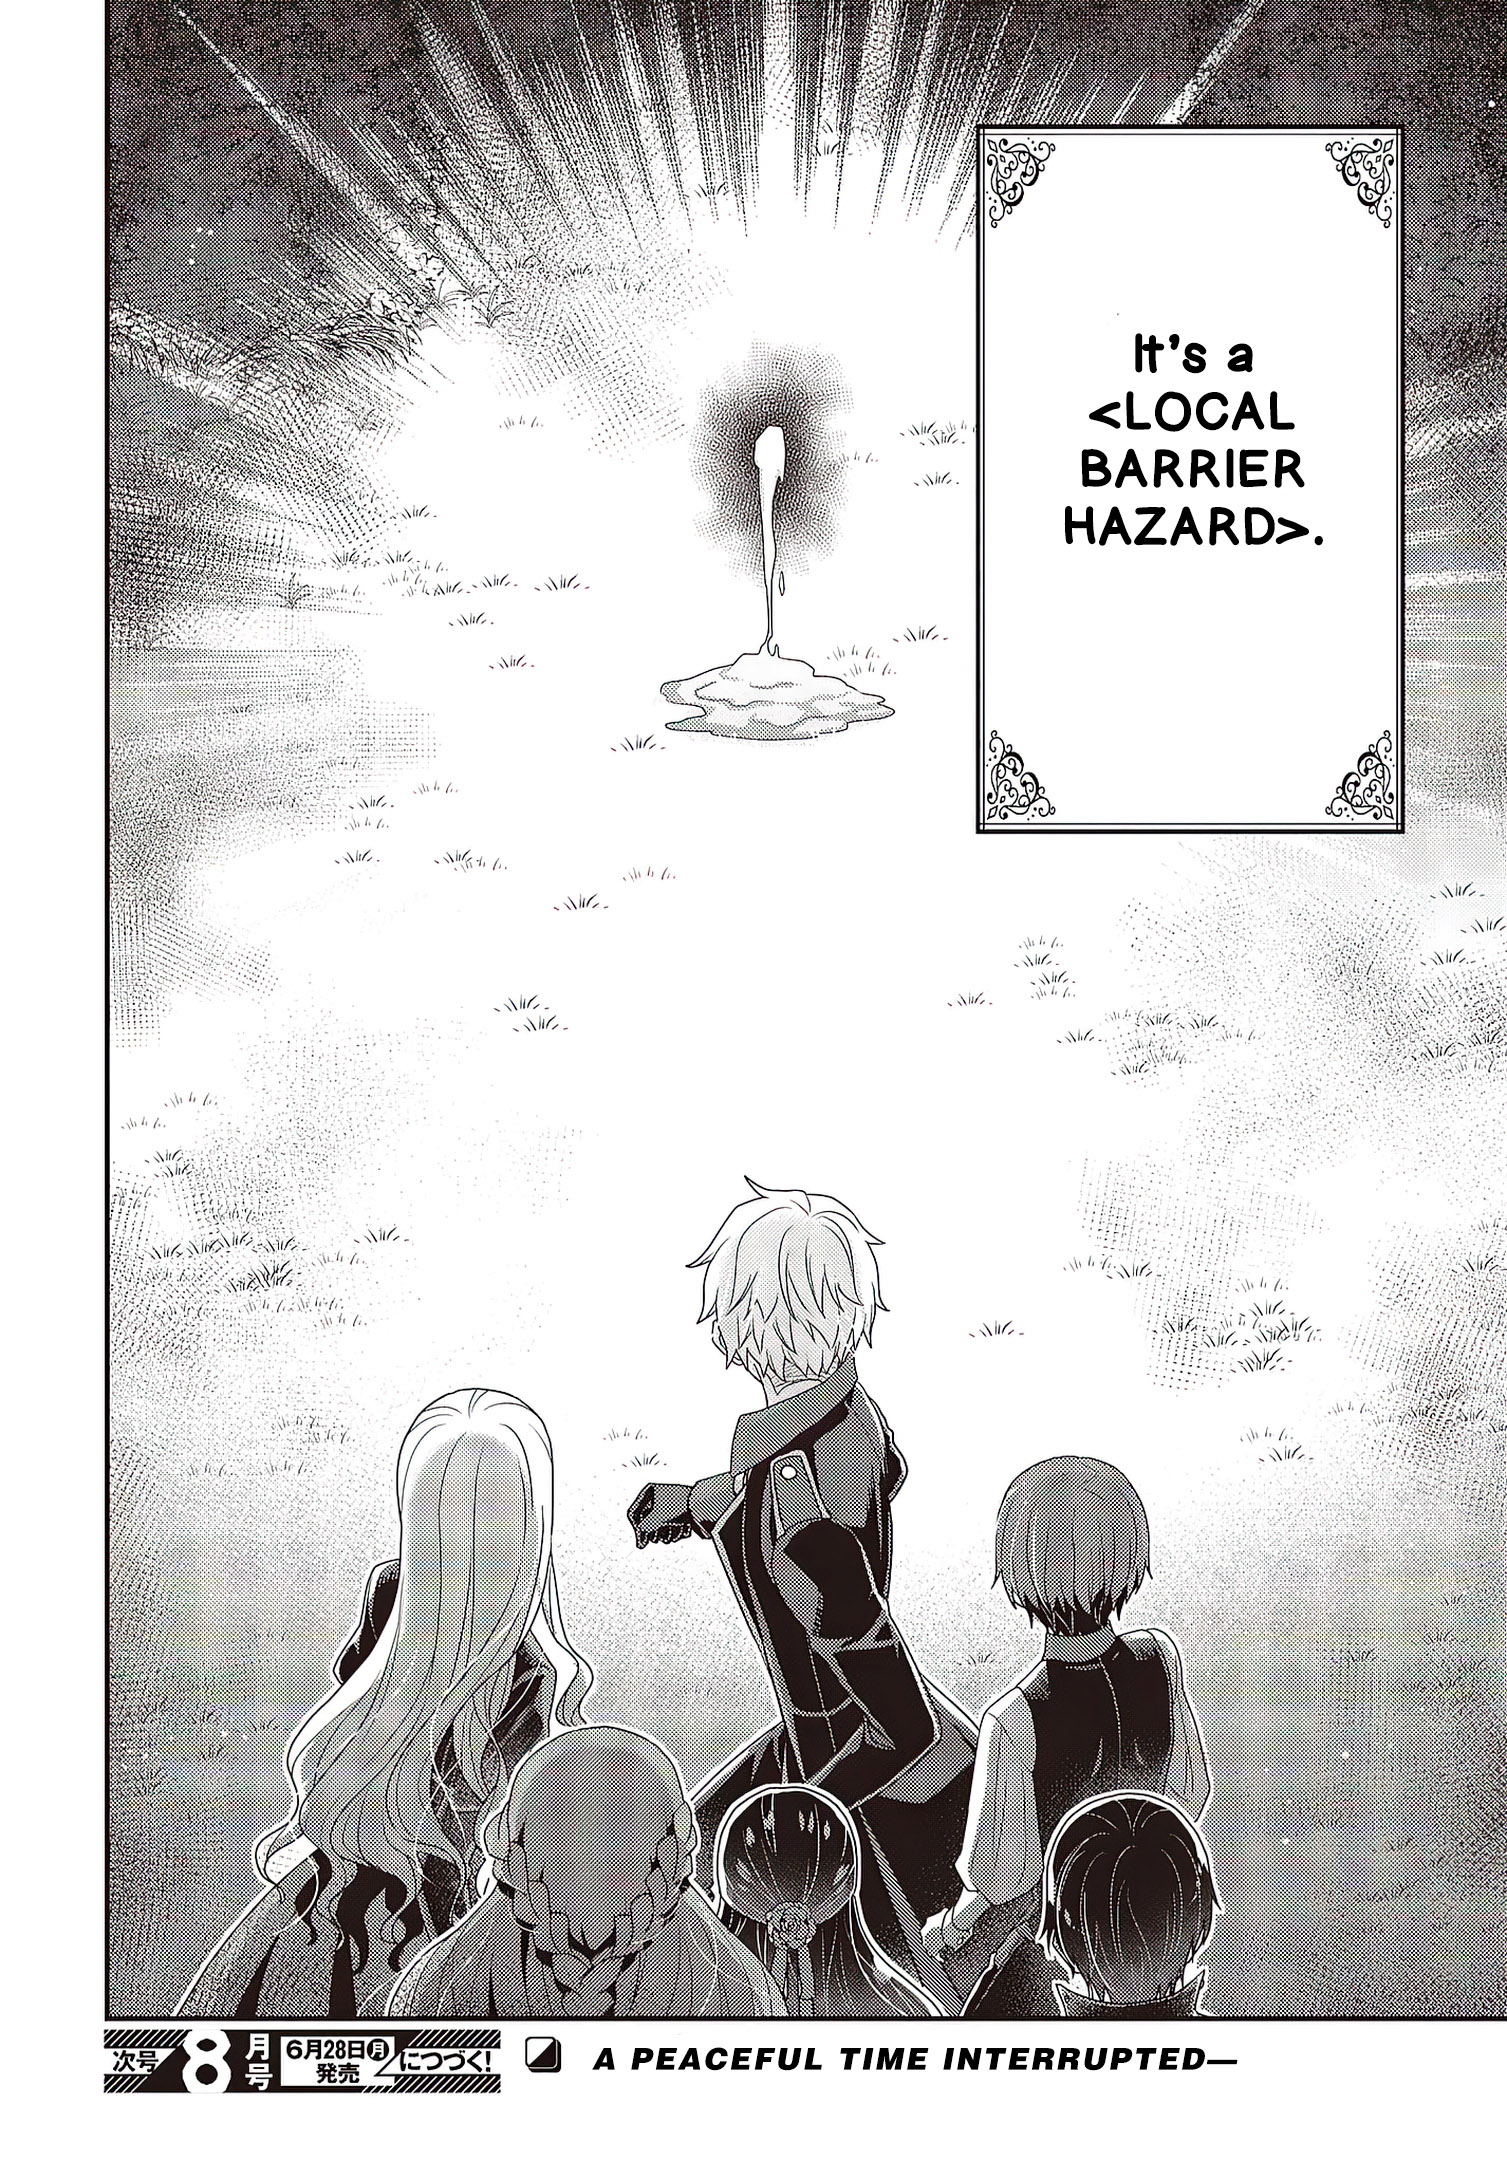 It's a
<LOCAL
BARRIER
HAZARD>.
次号 8月号 6月28日(月)発売 につづく!
A PEACEFUL TIME INTERRUPTED—